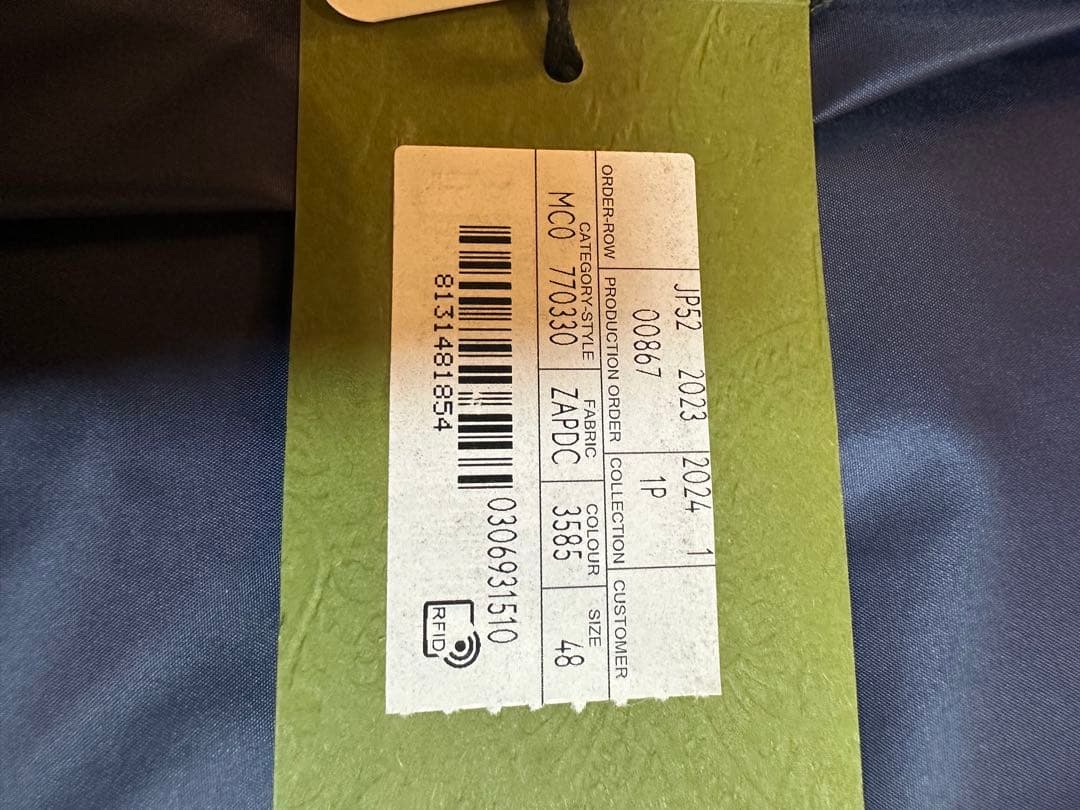 JP52 2023 2024 1
00867 1P
ORDER-ROW PRODUCTION ORDER COLLECTION CUSTOMER
CATEGORY-STYLE FABRIC COLOUR SIZE
MC0 770330 ZAPDC 3585 48
0306931510
8131481854
RFID